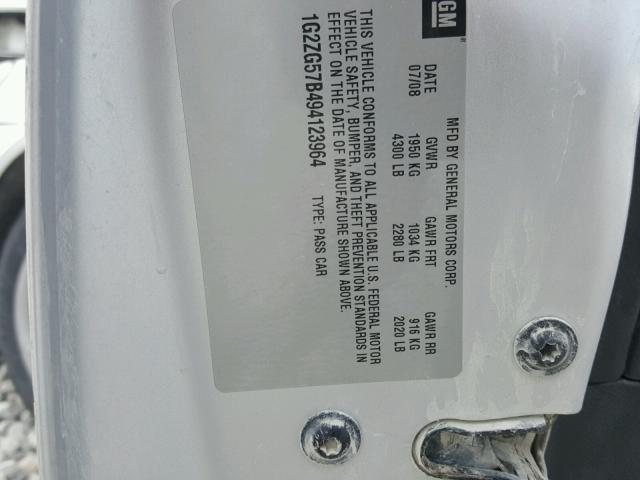 GM
MFD BY GENERAL MOTORS CORP.
DATE GVWR GAWR FRT GAWR RR
07/08 1950 KG 1034 KG 916 KG
4300 LB 2280 LB 2020 LB
THIS VEHICLE CONFORMS TO ALL APPLICABLE U.S. FEDERAL MOTOR
VEHICLE SAFETY, BUMPER, AND THEFT PREVENTION STANDARDS IN
EFFECT ON THE DATE OF MANUFACTURE SHOWN ABOVE.
1G2ZG57B494123964 TYPE: PASS CAR